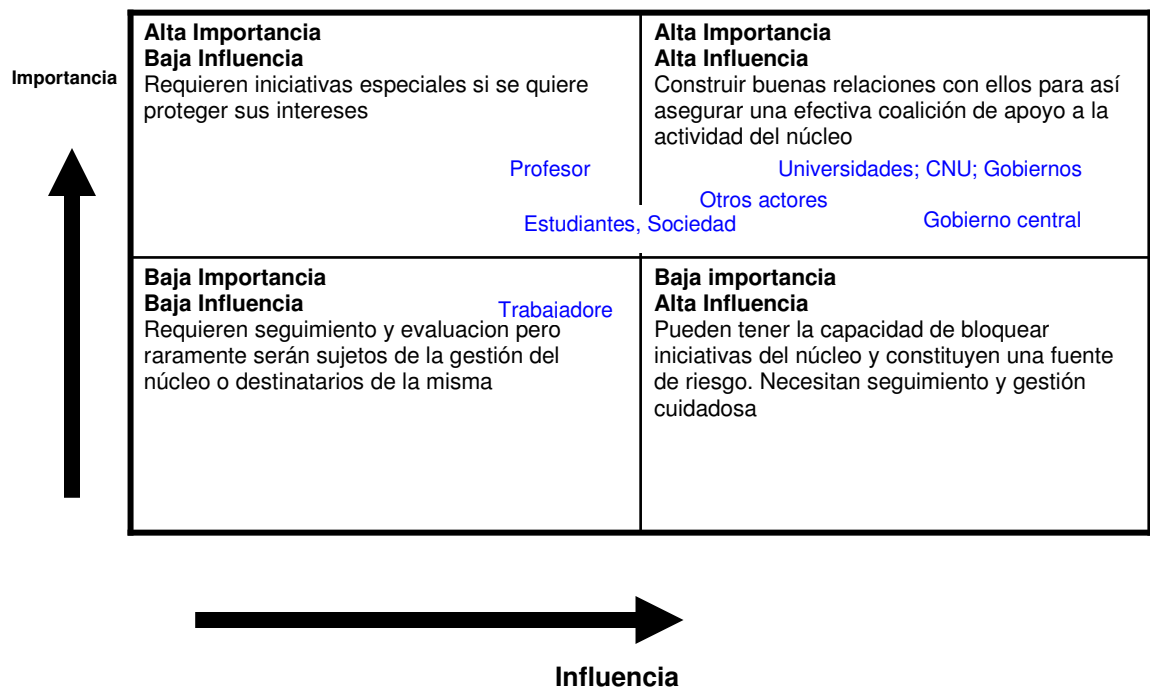 Importancia
Alta Importancia
Baja Influencia
Requieren iniciativas especiales si se quiere
proteger sus intereses
Profesor
Estudiantes, Sociedad
Alta Importancia
Alta Influencia
Construir buenas relaciones con ellos para así
asegurar una efectiva coalición de apoyo a la
actividad del núcleo
Universidades; CNU; Gobiernos
Otros actores
Gobierno central
Baja Importancia
Baja Influencia
Trabajadore
Requieren seguimiento y evaluacion pero
raramente serán sujetos de la gestión del
núcleo o destinatarios de la misma
Baja importancia
Alta Influencia
Pueden tener la capacidad de bloquear
iniciativas del núcleo y constituyen una fuente
de riesgo. Necesitan seguimiento y gestión
cuidadosa
Influencia